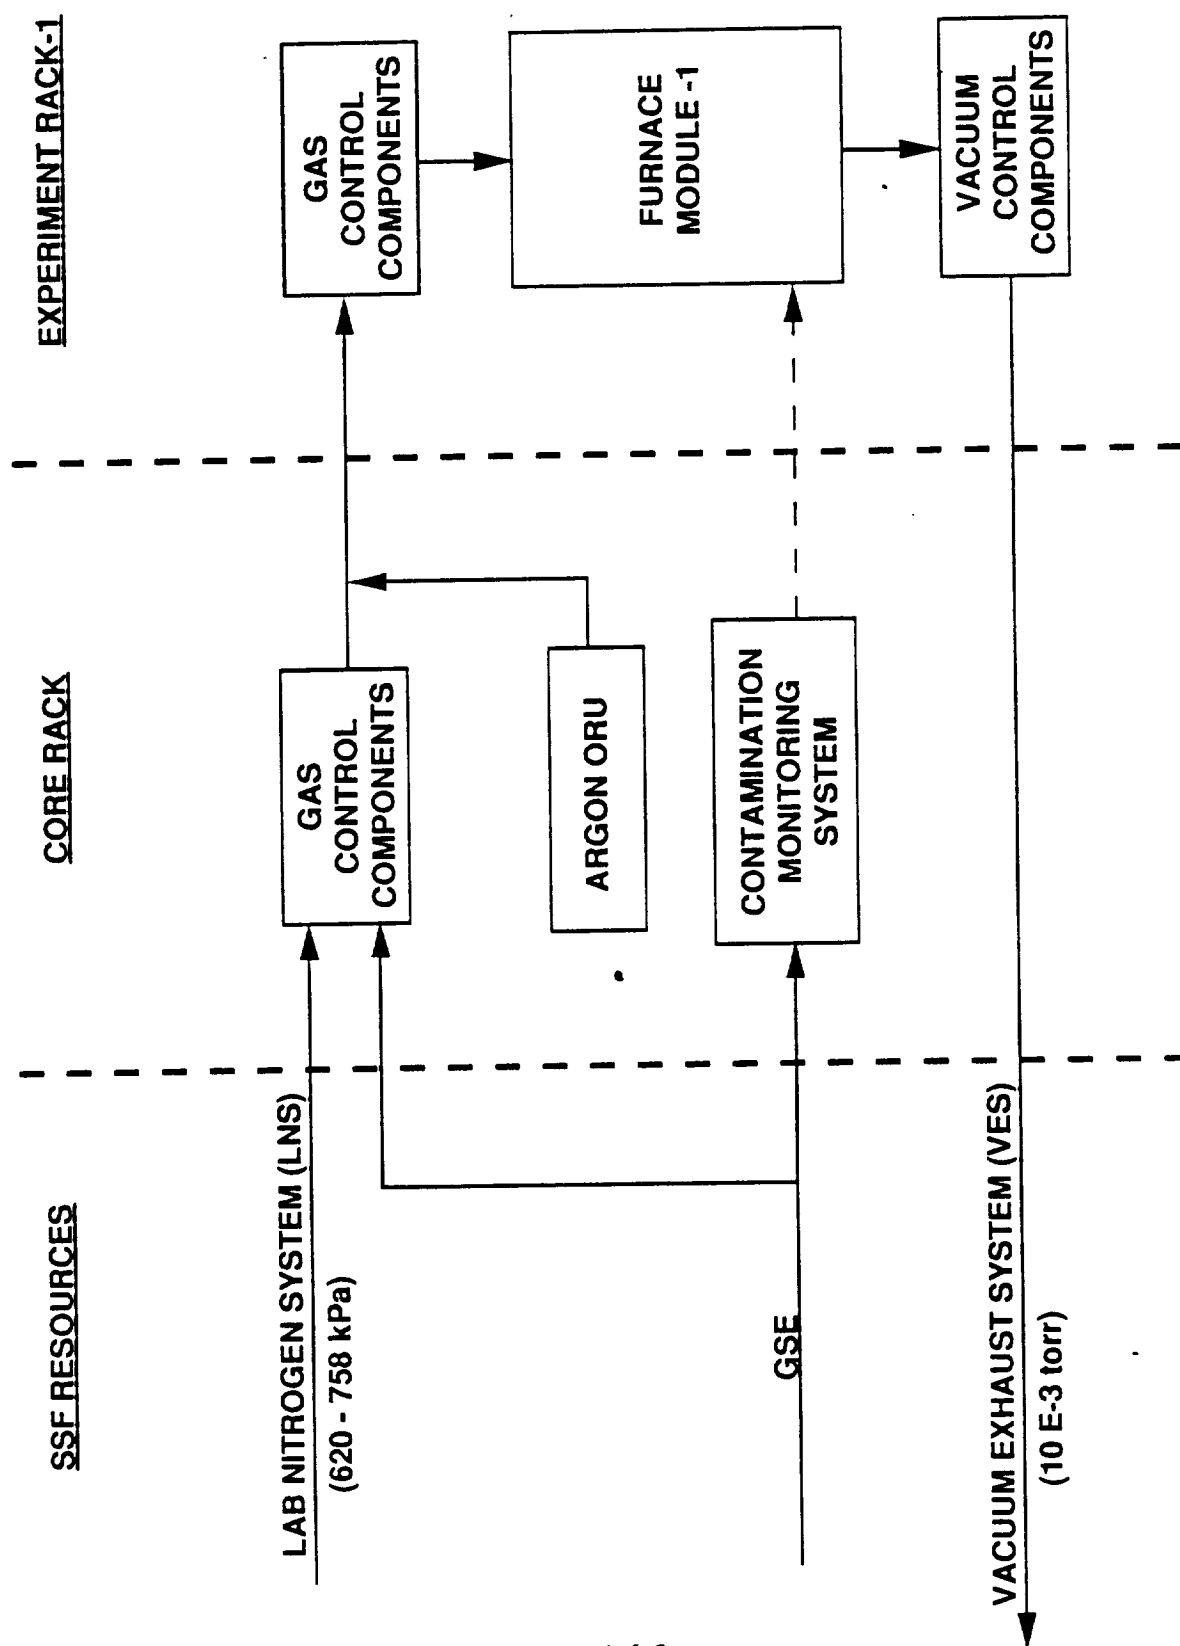 SSF RESOURCES
CORE RACK
EXPERIMENT RACK-1
LAB NITROGEN SYSTEM (LNS)
(620 - 758 kPa)
GAS
CONTROL
COMPONENTS
GAS
CONTROL
COMPONENTS
ARGON ORU
FURNACE
MODULE -1
GSE
CONTAMINATION
MONITORING
SYSTEM
VACUUM
CONTROL
COMPONENTS
VACUUM EXHAUST SYSTEM (VES)
(10 E-3 torr)